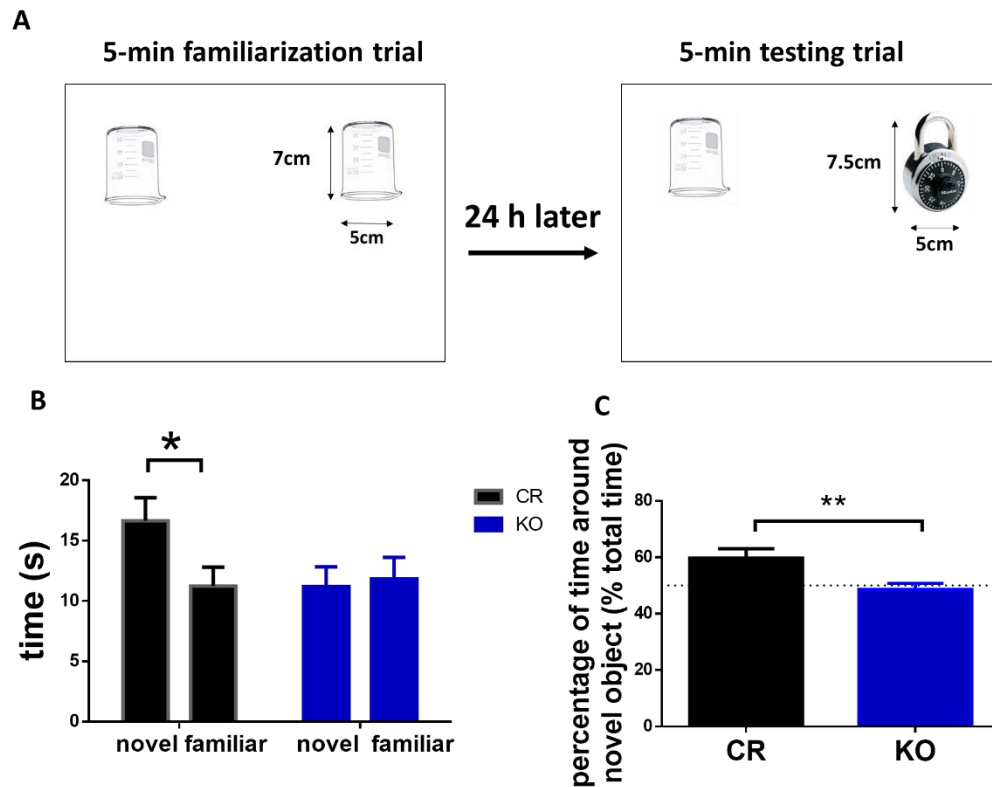 A
5-min familiarization trial
5-min testing trial
7cm
5cm
24 h later
7.5cm
5cm
B
*
20
15
10
5
0
time (s)
novel familiar
novel familiar
CR
KO
C
percentage of time around
novel object (% total time)
**
80
60
40
20
0
CR
KO